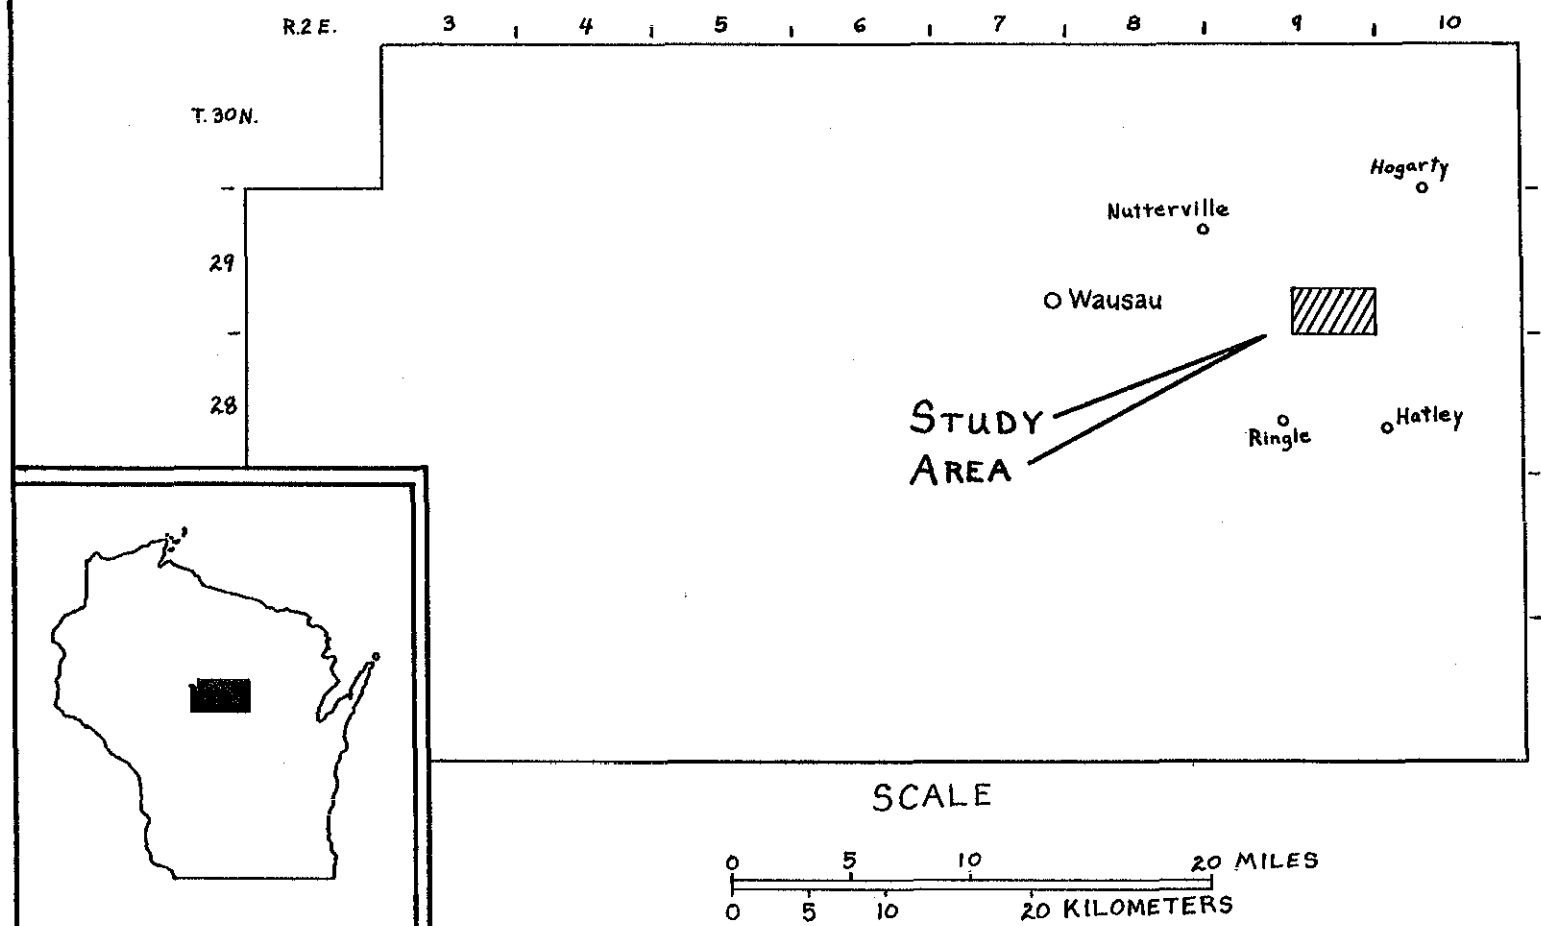 R.2 E. 3 4 5 6 7 8 9 10
T. 30N.
Hogarty
Nutterville
29
Wausau
28
STUDY
AREA
Hatley
Ringle
SCALE
0 5 10 20 MILES
0 5 10 20 KILOMETERS